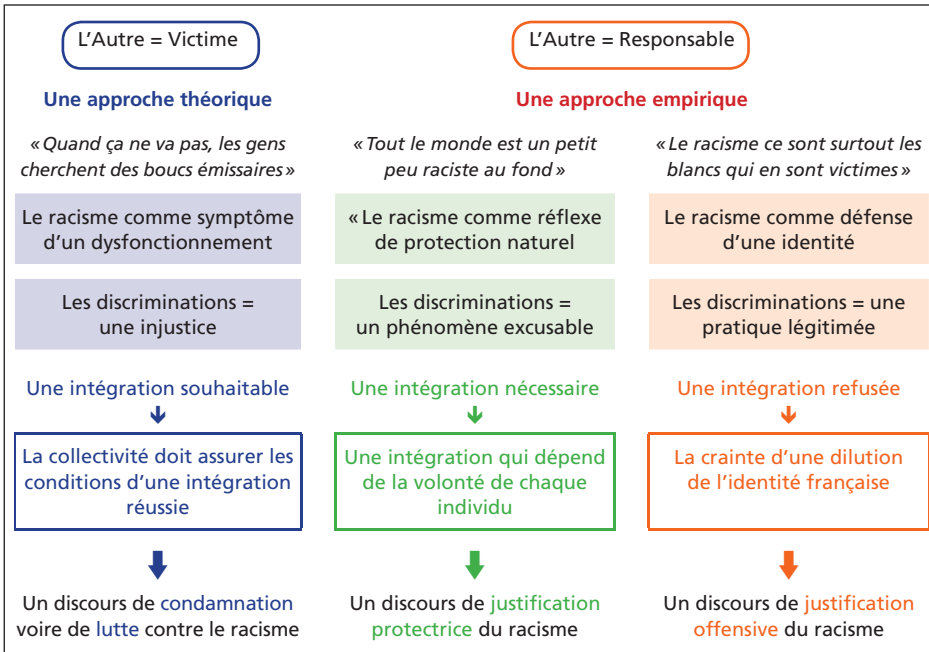 L'Autre = Victime
L'Autre = Responsable
Une approche théorique
Une approche empirique
« Quand ça ne va pas, les gens
cherchent des boucs émissaires »
« Tout le monde est un petit
peu raciste au fond »
« Le racisme ce sont surtout les
blancs qui en sont victimes »
Le racisme comme symptôme
d'un dysfonctionnement
« Le racisme comme réflexe
de protection naturel
Le racisme comme défense
d'une identité
Les discriminations =
une injustice
Les discriminations =
un phénomène excusable
Les discriminations = une
pratique légitimée
Une intégration souhaitable
Une intégration nécessaire
Une intégration refusée
La collectivité doit assurer les
conditions d'une intégration
réussie
Une intégration qui dépend
de la volonté de chaque
individu
La crainte d'une dilution
de l'identité française
Un discours de condamnation
voire de lutte contre le racisme
Un discours de justification
protectrice du racisme
Un discours de justification
offensive du racisme